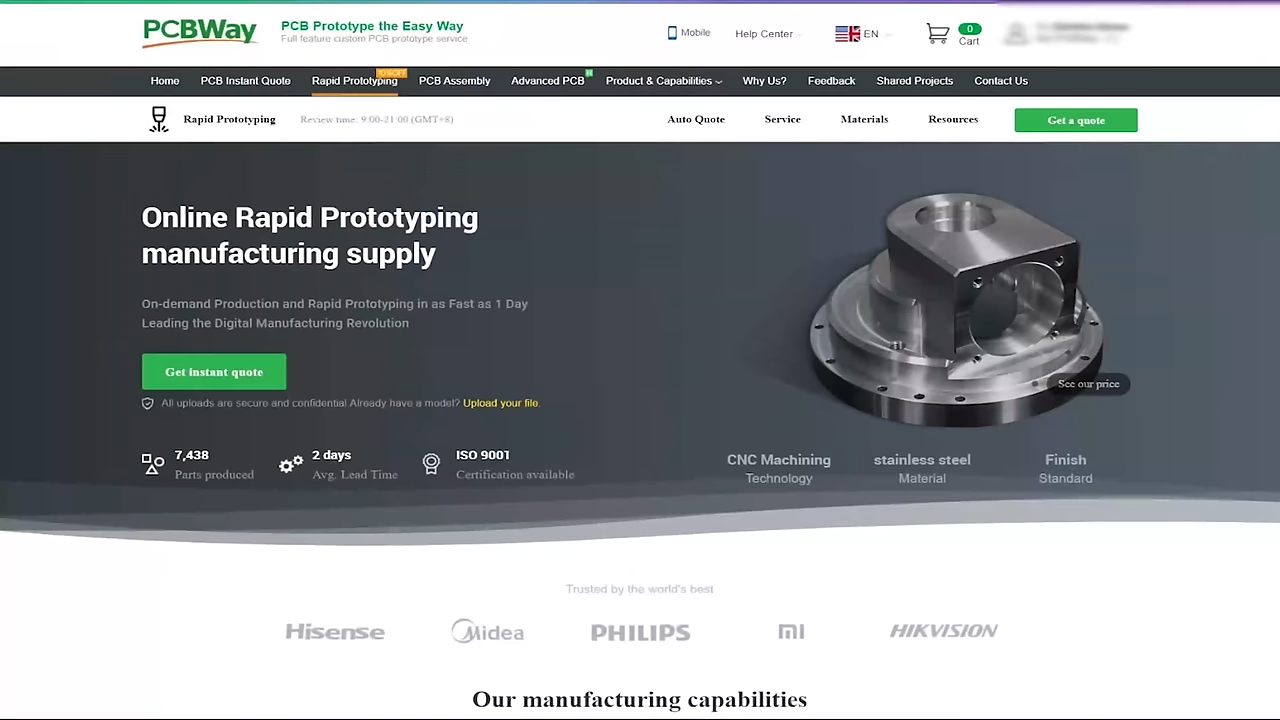 PCBWay
PCB Prototype the Easy Way
Full feature custom PCB prototype service
Mobile
Help Center
EN
0
Cart
Home
PCB Instant Quote
Rapid Prototyping
PCB Assembly
Advanced PCB
Product & Capabilities
Why Us?
Feedback
Shared Projects
Contact Us
Rapid Prototyping
Review time: 9:00-21:00 (GMT+8)
Auto Quote
Service
Materials
Resources
Get a quote
Online Rapid Prototyping
manufacturing supply
On-demand Production and Rapid Prototyping in as Fast as 1 Day
Leading the Digital Manufacturing Revolution
Get instant quote
All uploads are secure and confidential Already have a model? Upload your file.
7,438
Parts produced
2 days
Avg. Lead Time
ISO 9001
Certification available
See our price
CNC Machining
Technology
stainless steel
Material
Finish
Standard
Trusted by the world's best
Hisense
Midea
PHILIPS
MI
HIKVISION
Our manufacturing capabilities